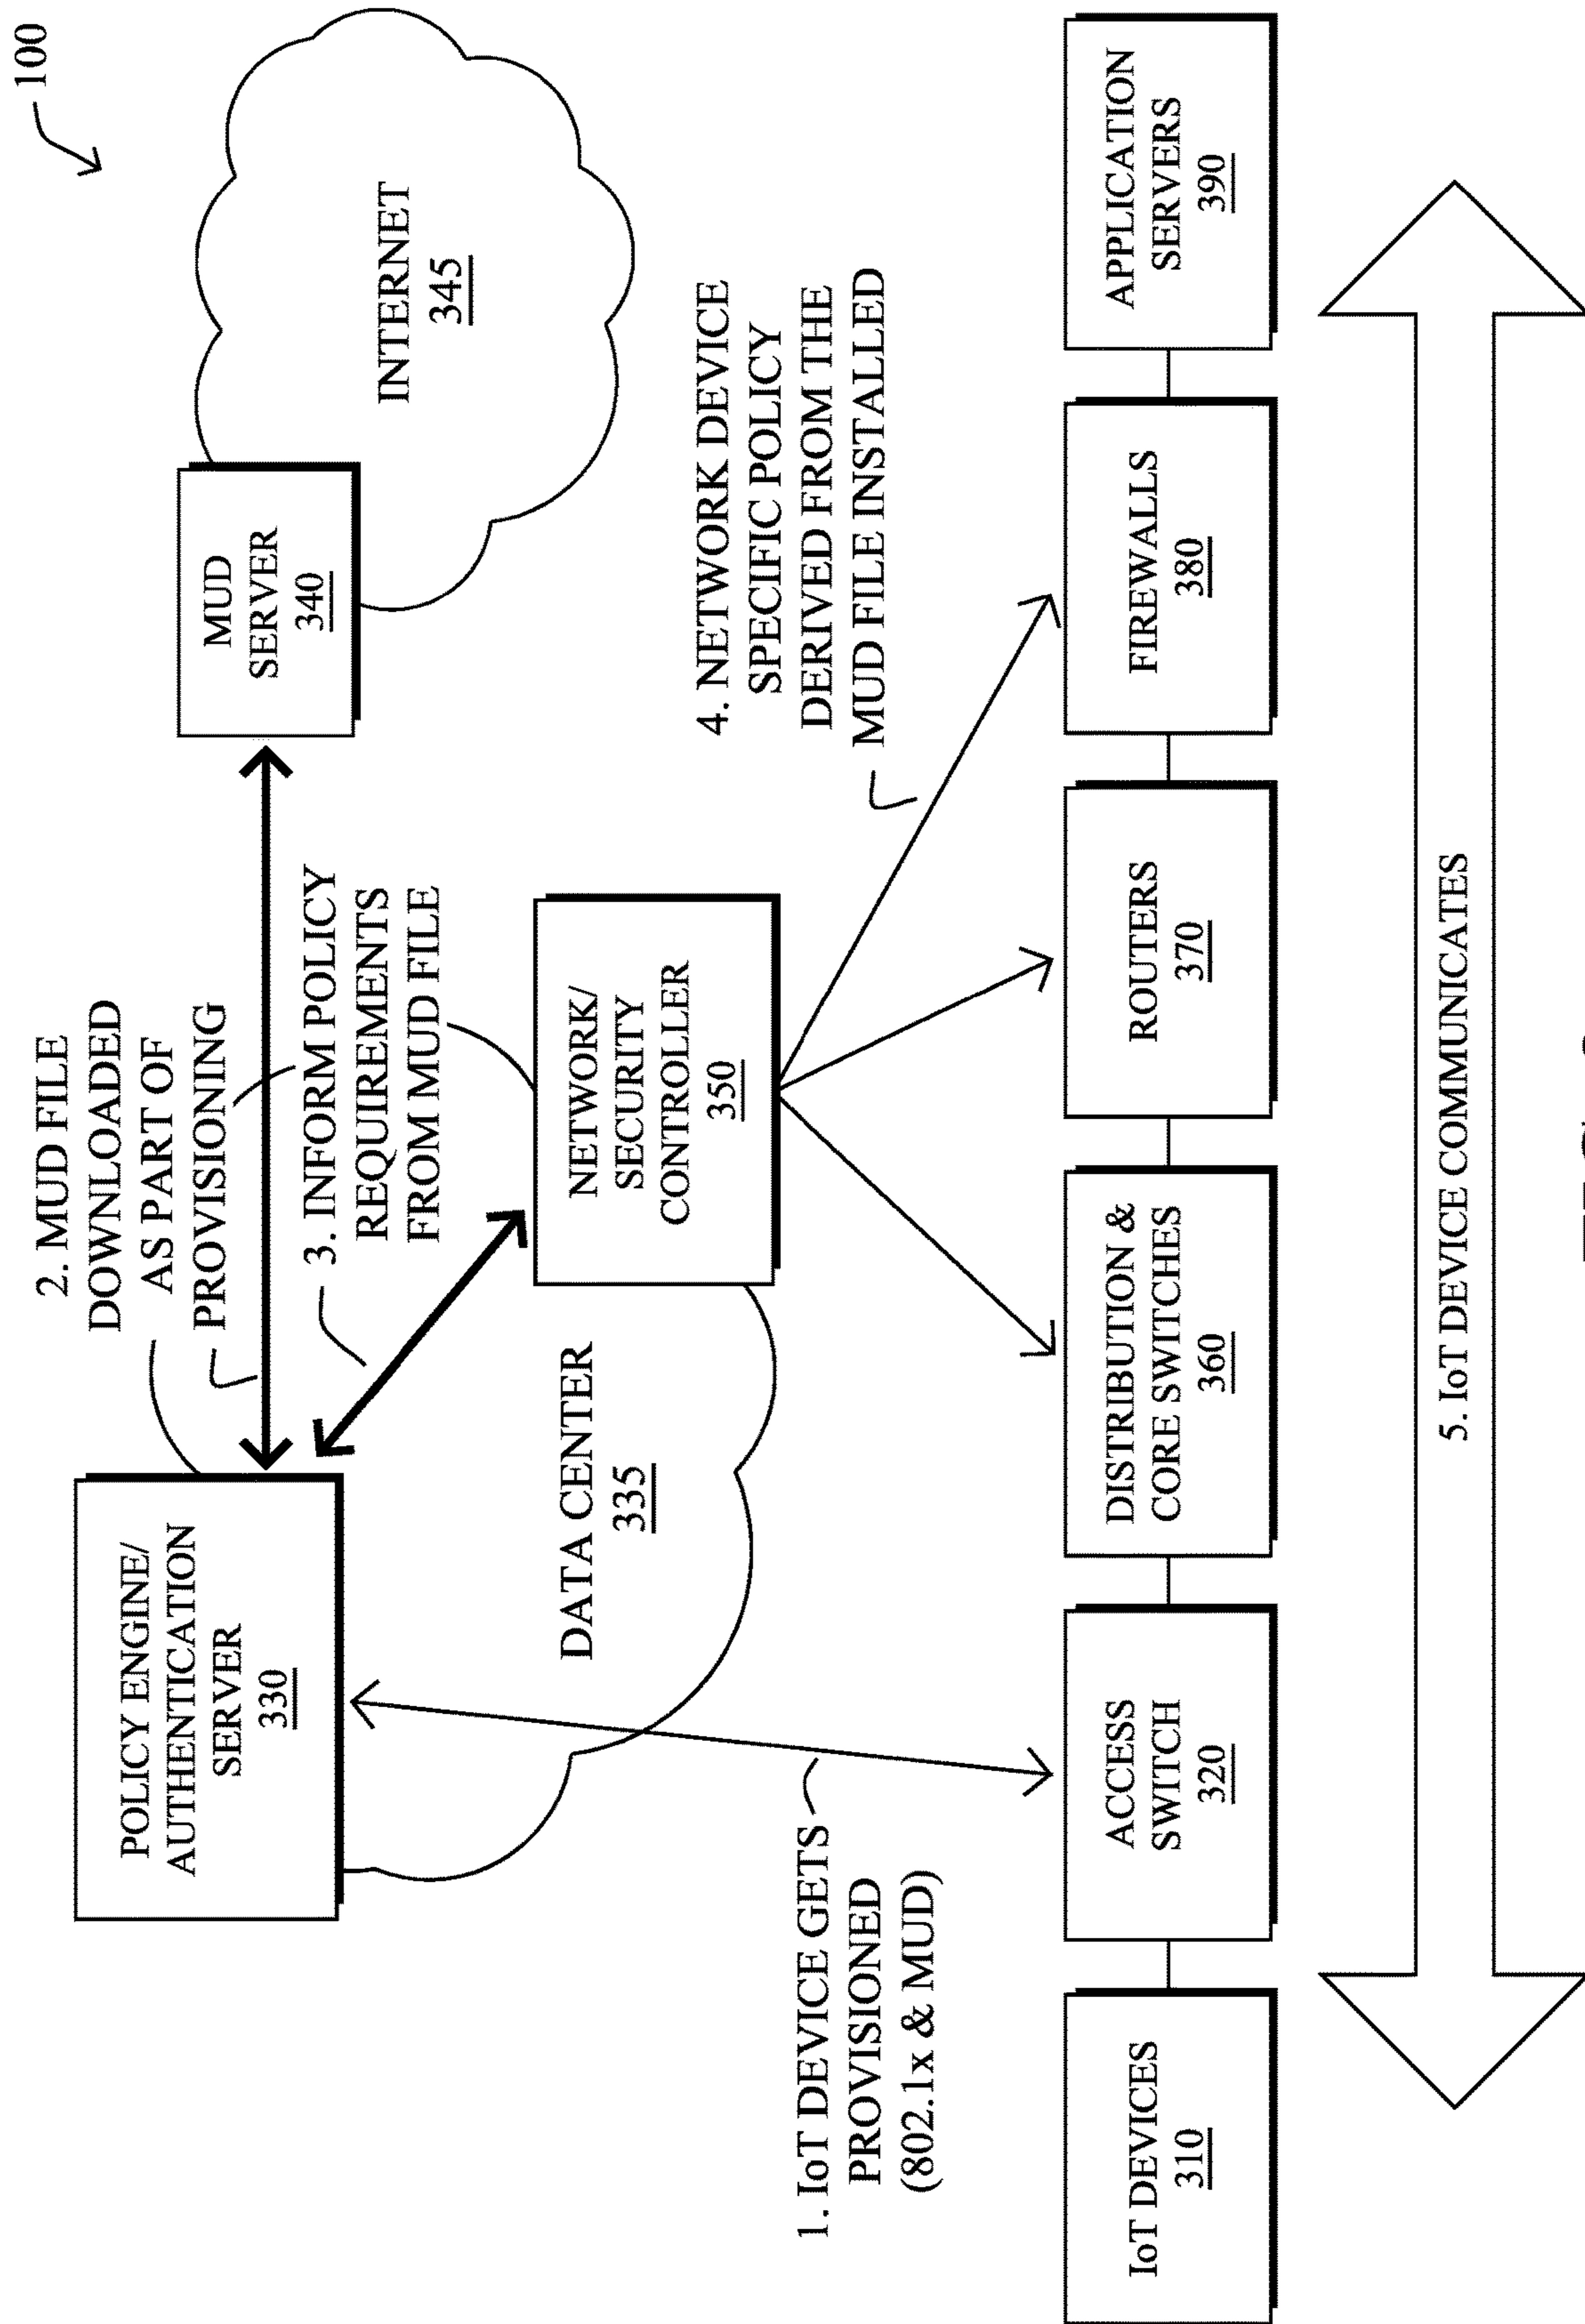 100
2. MUD FILE
DOWNLOADED
AS PART OF
PROVISIONING
POLICY ENGINE/
AUTHENTICATION
SERVER
330
MUD
SERVER
340
INTERNET
345
3. INFORM POLICY
REQUIREMENTS
FROM MUD FILE
DATA CENTER
335
NETWORK/
SECURITY
CONTROLLER
350
4. NETWORK DEVICE
SPECIFIC POLICY
DERIVED FROM THE
MUD FILE INSTALLED
1. IoT DEVICE GETS
PROVISIONED
(802.1x & MUD)
IoT DEVICES
310
ACCESS
SWITCH
320
DISTRIBUTION &
CORE SWITCHES
360
ROUTERS
370
FIREWALLS
380
APPLICATION
SERVERS
390
5. IoT DEVICE COMMUNICATES